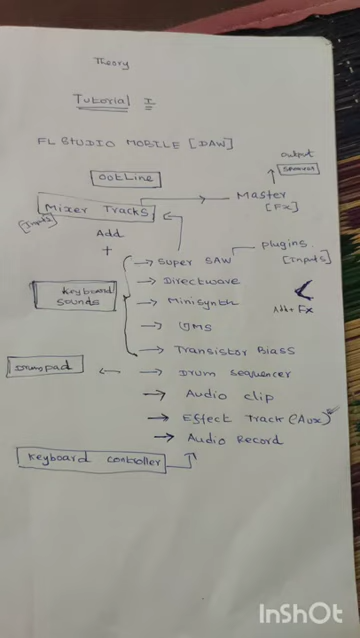 Theory
Tutorial I
FL STUDIO MOBILE [DAW]
output
OUTLINE
Master
[FX]
Mixer Tracks
[Inputs]
Add
+
plugins
[Inputs]
Super SAW
Directwave
keyboard
sounds
Minisynth
Add + FX
GMS
Transistor Biass
Drumpad
Drum sequencer
Audio clip
Effect Track (Aux)
Audio Record
Keyboard controller
InShOt